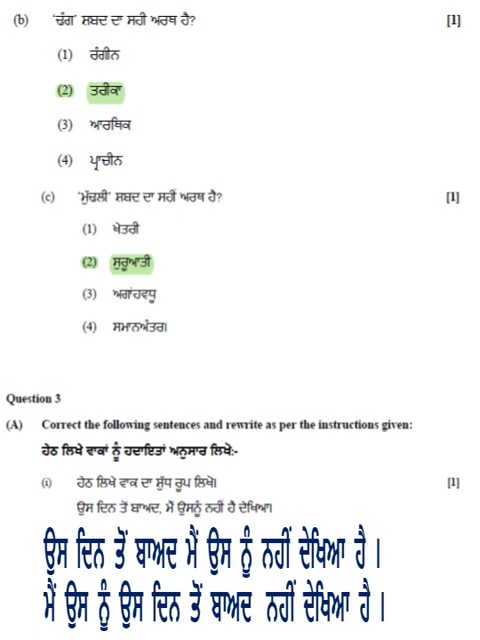 (b) ‘ਢੰਗ’ ਸ਼ਬਦ ਦਾ ਸਹੀ ਅਰਥ ਹੈ? [1]
(1) ਰੰਗੀਨ
(2) ਤਰੀਕਾ
(3) ਆਰਥਿਕ
(4) ਪ੍ਰਾਚੀਨ
(c) ‘ਮੁੱਢਲੀ’ ਸ਼ਬਦ ਦਾ ਸਹੀਂ ਅਰਥ ਹੈ? [1]
(1) ਖੇਤਰੀ
(2) ਸ਼ੁਰੂਆਤੀ
(3) ਅਗਾਂਹਵਧੂ
(4) ਸਮਾਨਅੰਤਰ।
Question 3
(A) Correct the following sentences and rewrite as per the instructions given:
ਹੇਠ ਲਿਖੇ ਵਾਕਾਂ ਨੂੰ ਹਦਾਇਤਾਂ ਅਨੁਸਾਰ ਲਿਖੋ:-
(i) ਹੇਠ ਲਿਖੇ ਵਾਕ ਦਾ ਸ਼ੁੱਧ ਰੂਪ ਲਿਖੋ। [1]
ਉਸ ਦਿਨ ਤੋਂ ਬਾਅਦ, ਮੈਂ ਉਸਨੂੰ ਨਹੀਂ ਹੈ ਦੇਖਿਆ।
ਉਸ ਦਿਨ ਤੋਂ ਬਾਅਦ ਮੈਂ ਉਸ ਨੂੰ ਨਹੀਂ ਦੇਖਿਆ ਹੈ ।
ਮੈਂ ਉਸ ਨੂੰ ਉਸ ਦਿਨ ਤੋਂ ਬਾਅਦ ਨਹੀਂ ਦੇਖਿਆ ਹੈ ।